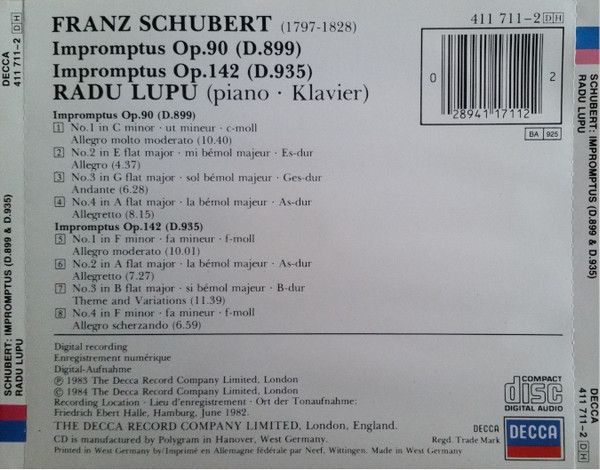 FRANZ SCHUBERT (1797-1828)
Impromptus Op.90 (D.899)
Impromptus Op.142 (D.935)
RADU LUPU (piano · Klavier)
411 711-2 DH
0 28941 17112 2
BA 925
Impromptus Op.90 (D.899)
1 No.1 in C minor · ut mineur · c-moll
Allegro molto moderato (10.40)
2 No.2 in E flat major · mi bémol majeur · Es-dur
Allegro (4.37)
3 No.3 in G flat major · sol bémol majeur · Ges-dur
Andante (6.28)
4 No.4 in A flat major · la bémol majeur · As-dur
Allegretto (8.15)
Impromptus Op.142 (D.935)
5 No.1 in F minor · fa mineur · f-moll
Allegro moderato (10.01)
6 No.2 in A flat major · la bémol majeur · As-dur
Allegretto (7.27)
7 No.3 in B flat major · si bémol majeur · B-dur
Theme and Variations (11.39)
8 No.4 in F minor · fa mineur · f-moll
Allegro scherzando (6.59)
Digital recording
Enregistrement numérique
Digital-Aufnahme
Ⓟ 1983 The Decca Record Company Limited, London
© 1984 The Decca Record Company Limited, London
Recording Location · Lieu d'enregistrement · Ort der Tonaufnahme:
Friedrich Ebert Halle, Hamburg, June 1982.
THE DECCA RECORD COMPANY LIMITED, London, England.
CD is manufactured by Polygram in Hanover, West Germany.
Printed in West Germany by/Imprimé en Allemagne fédérale par Neef, Wittingen. Made in West Germany
COMPACT
disc
DIGITAL AUDIO
DECCA
Regd. Trade Mark
DECCA
DECCA
411 711-2 DH
SCHUBERT: IMPROMPTUS (D.899 & D.935)
RADU LUPU
SCHUBERT: IMPROMPTUS (D.899 & D.935)
RADU LUPU
DECCA
411 711-2 DH